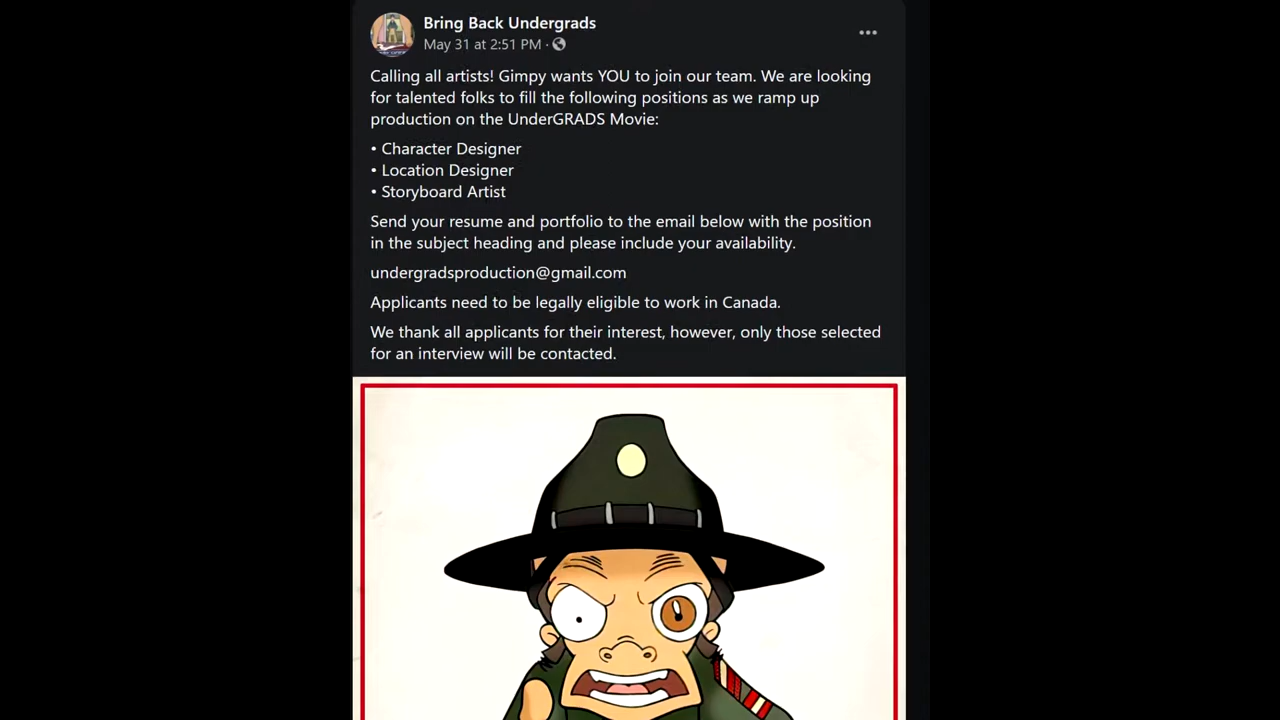 Bring Back Undergrads
May 31 at 2:51 PM ·
Calling all artists! Gimpy wants YOU to join our team. We are looking
for talented folks to fill the following positions as we ramp up
production on the UnderGRADS Movie:
• Character Designer
• Location Designer
• Storyboard Artist
Send your resume and portfolio to the email below with the position
in the subject heading and please include your availability.
undergradsproduction@gmail.com
Applicants need to be legally eligible to work in Canada.
We thank all applicants for their interest, however, only those selected
for an interview will be contacted.